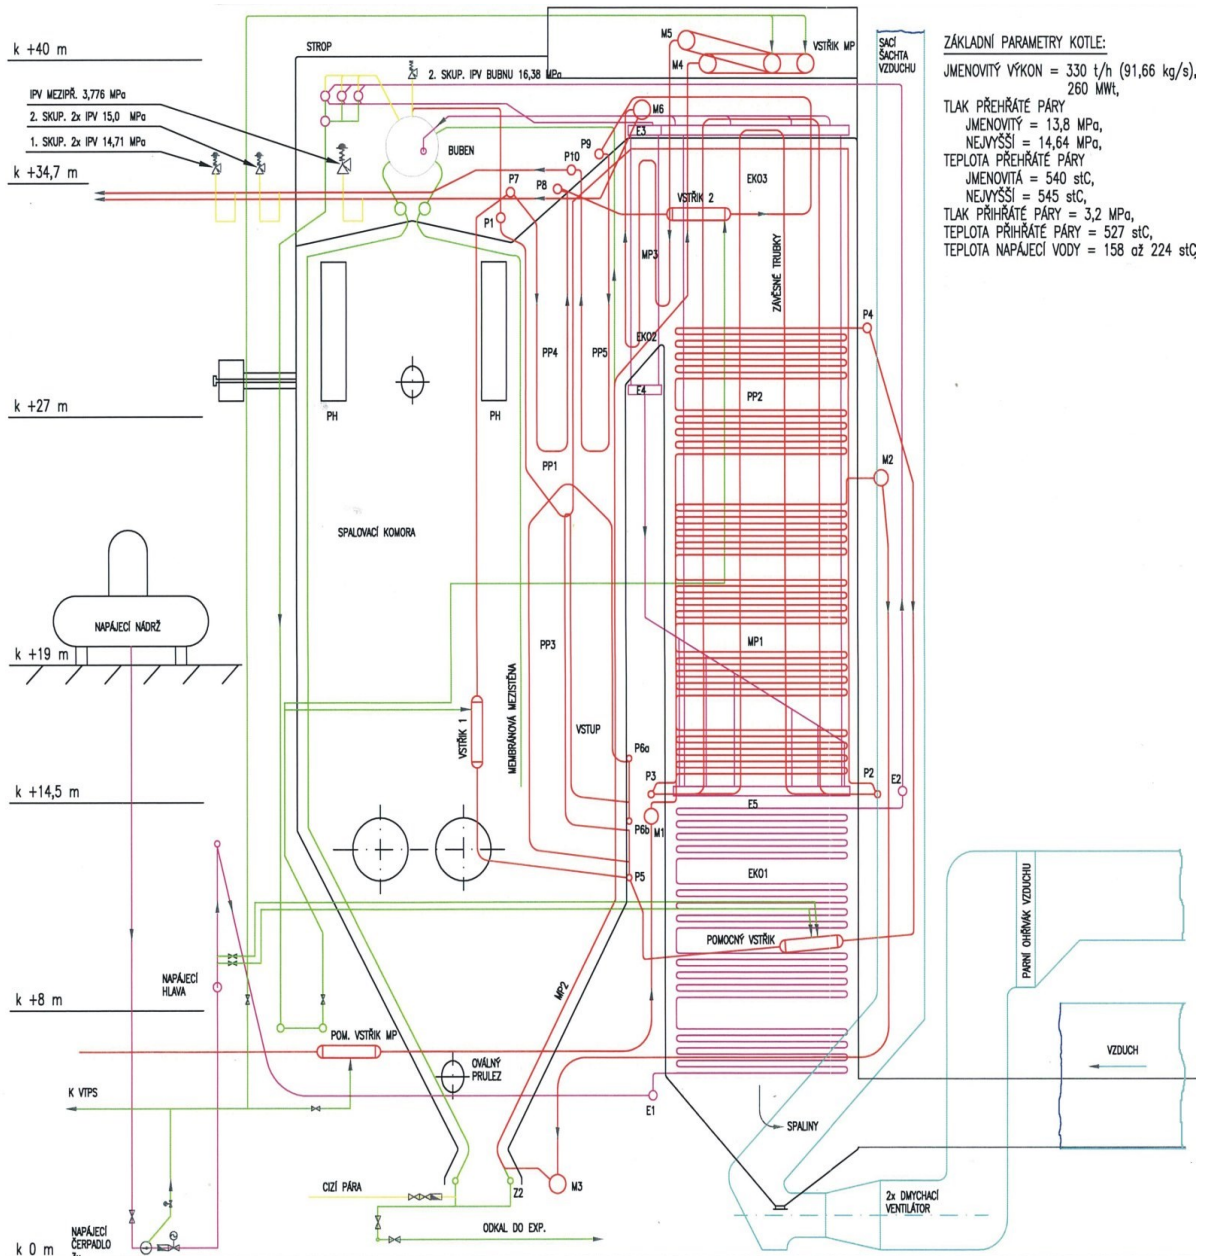 k +40 m
STROP
2. SKUP. IPV BUBNU 16,38 MPa
M5
M4
VSTŘIK MP
SACÍ
ŠACHTA
VZDUCHU
ZÁKLADNÍ PARAMETRY KOTLE:
JMENOVITÝ VÝKON = 330 t/h (91,66 kg/s),
260 MWt,
TLAK PŘEHŘÁTÉ PÁRY
JMENOVITÝ = 13,8 MPa,
NEJVYŠŠÍ = 14,64 MPa,
TEPLOTA PŘEHŘÁTÉ PÁRY
JMENOVITÁ = 540 stC,
NEJVYŠŠÍ = 545 stC,
TLAK PŘIHŘÁTÉ PÁRY = 3,2 MPa,
TEPLOTA PŘIHŘÁTÉ PÁRY = 527 stC,
TEPLOTA NAPÁJECÍ VODY = 158 až 224 stC
IPV MEZIPŘ. 3,776 MPa
2. SKUP. 2x IPV 15,0 MPa
1. SKUP. 2x IPV 14,71 MPa
k +34,7 m
BUBEN
M6
E3
P9
P10
P8
P7
P1
EKO3
VSTŘIK 2
MP3
ZÁVĚSNÉ TRUBKY
P4
EKO2
PP4
PP5
E4
PP2
k +27 m
PH
PH
PP1
M2
SPALOVACÍ KOMORA
NAPÁJECÍ NÁDRŽ
k +19 m
PP3
MP1
MEMBRÁNOVÁ MEZISTĚNA
VSTŘIK 1
VSTUP
P6a
P3
P2
E2
k +14,5 m
E5
P6b
M1
EKO1
P5
POMOCNÝ VSTŘIK
PARNÍ OHŘÍVÁK VZDUCHU
NAPÁJECÍ
HLAVA
k +8 m
MP2
POM. VSTŘIK MP
OVÁLNÝ
PRULEZ
VZDUCH
K VTPS
E1
SPALINY
CIZÍ PÁRA
Z2
M3
2x DMYCHACÍ
VENTILÁTOR
ODKAL DO EXP.
NAPÁJECÍ
ČERPADLO
k 0 m